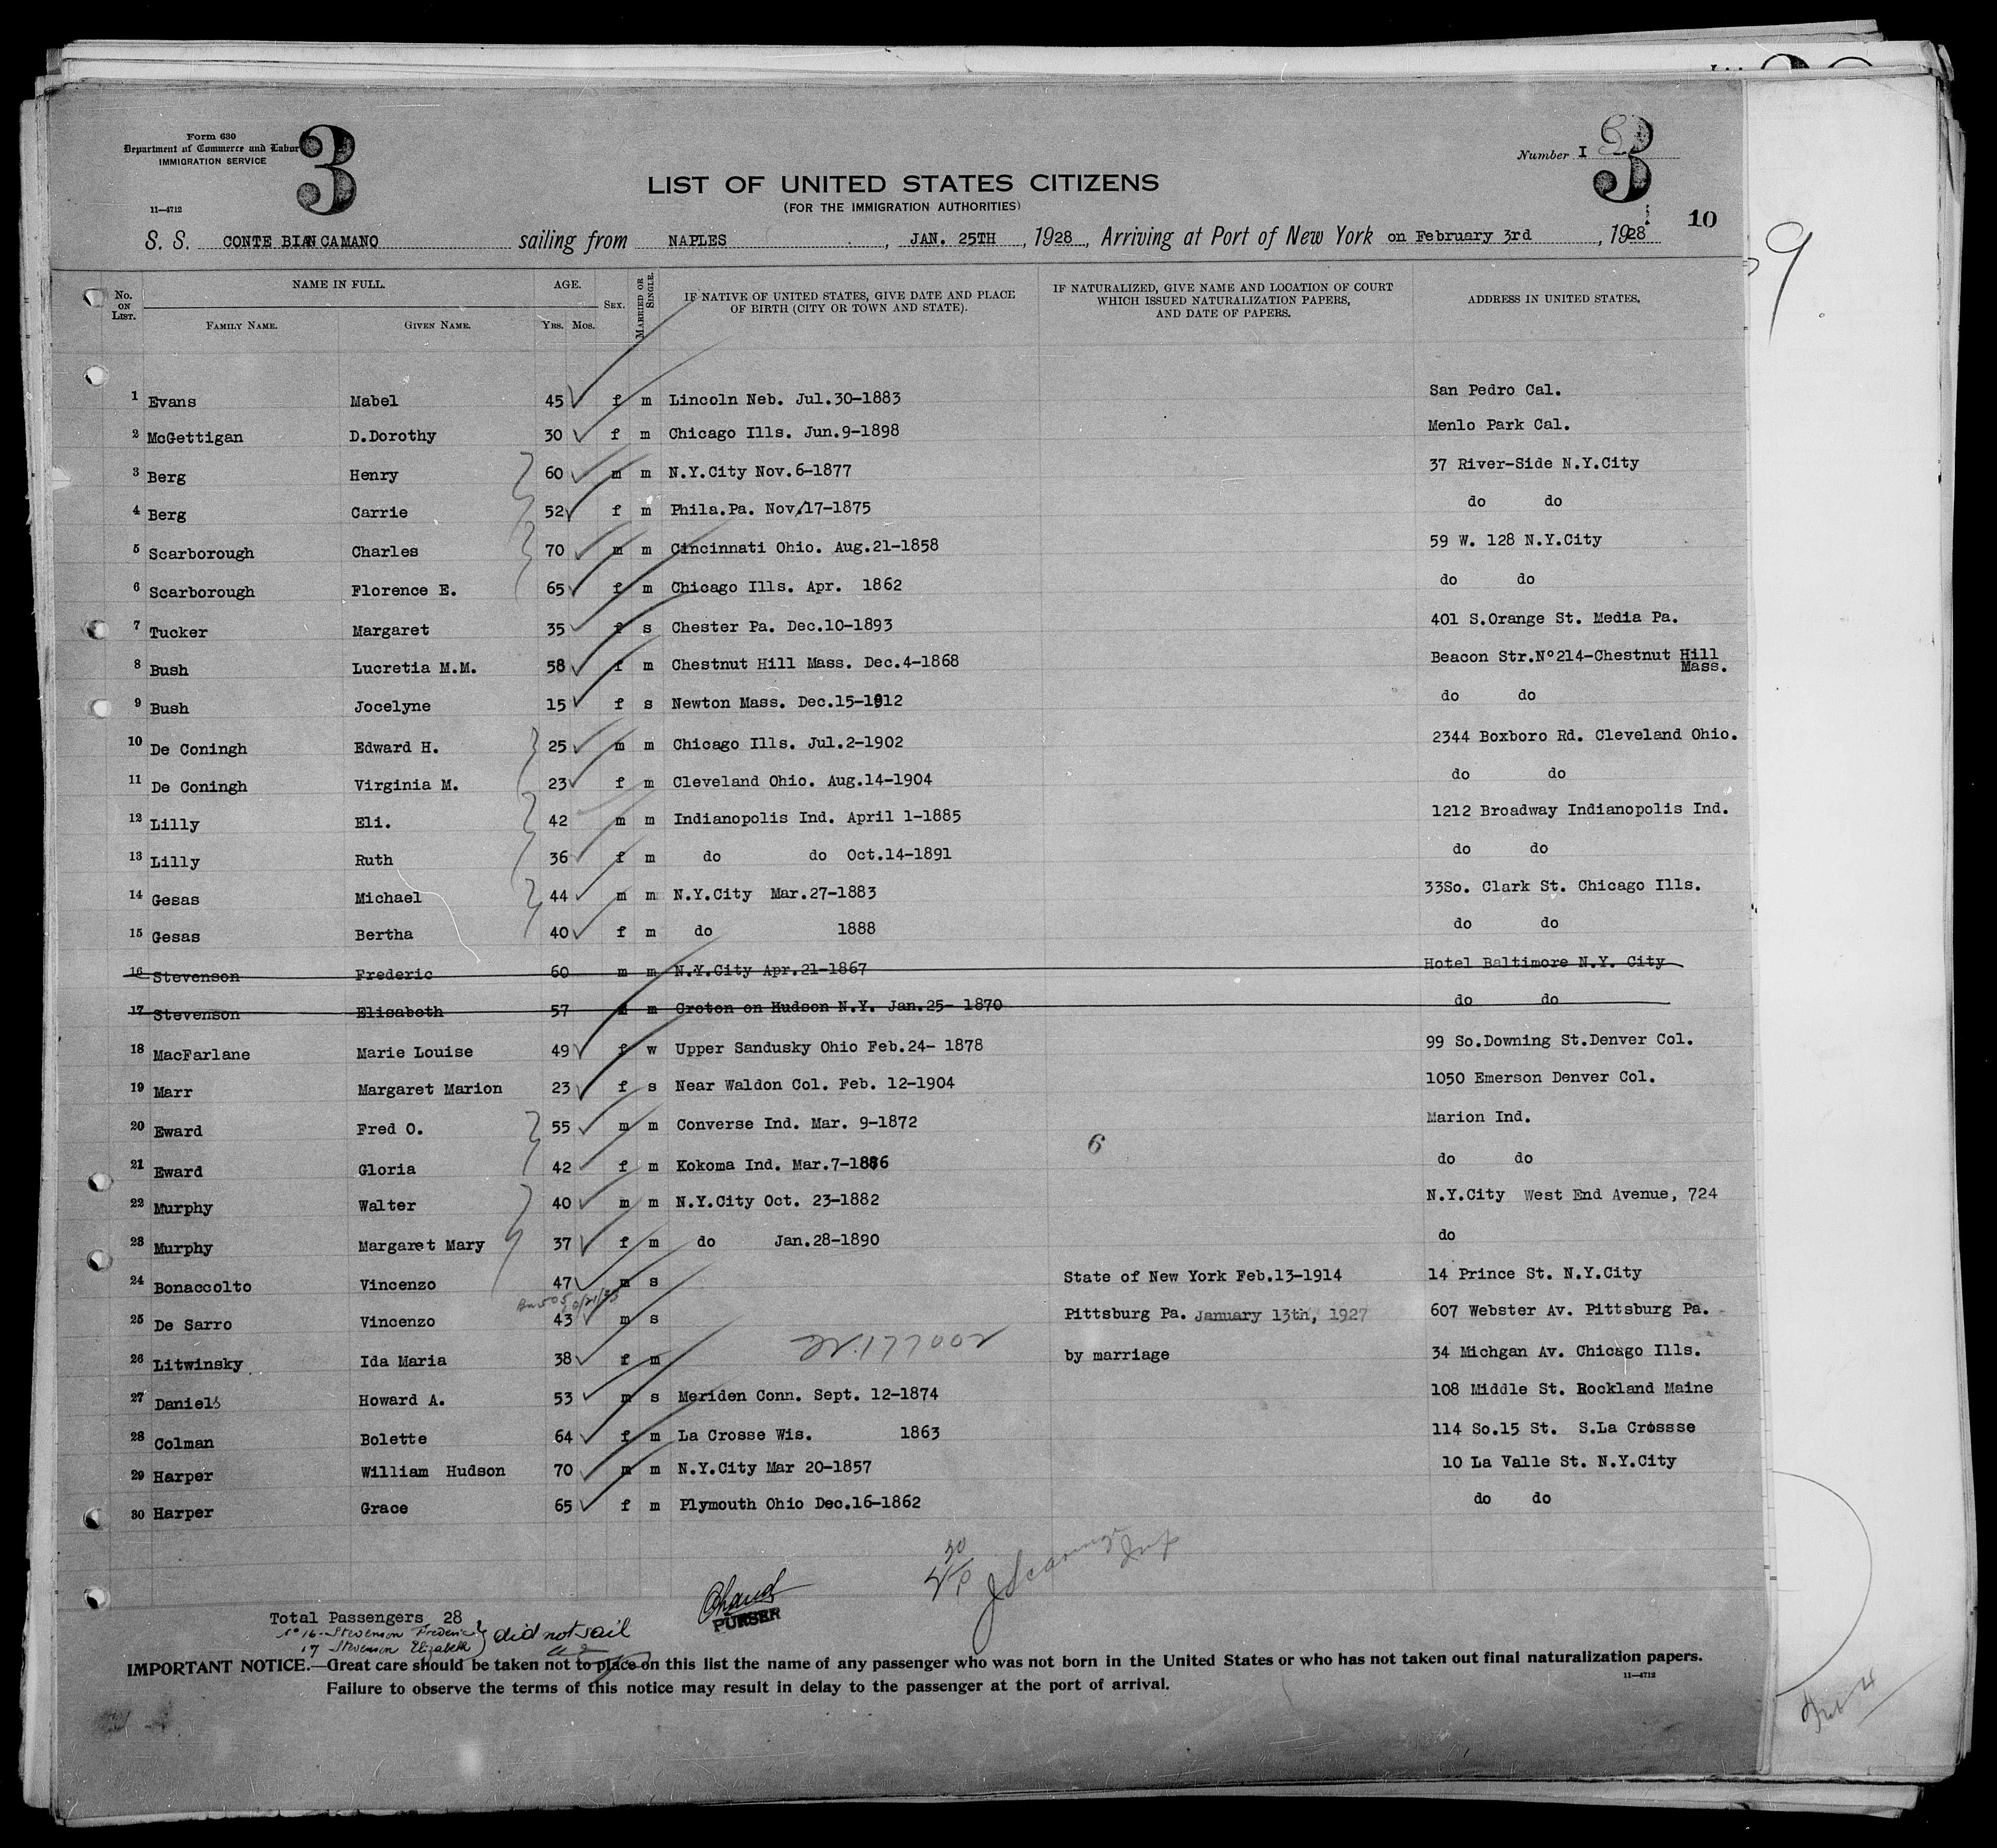 Form 630
Department of Commerce and Labor
IMMIGRATION SERVICE
11—4712
3
Number I 3
10
LIST OF UNITED STATES CITIZENS
(FOR THE IMMIGRATION AUTHORITIES)
S. S. CONTE BIANCAMANO sailing from NAPLES, JAN. 25TH, 1928, Arriving at Port of New York on February 3rd, 1928
9
No. ON LIST. NAME IN FULL. AGE. SEX. MARRIED OR SINGLE. IF NATIVE OF UNITED STATES, GIVE DATE AND PLACE OF BIRTH (CITY OR TOWN AND STATE). IF NATURALIZED, GIVE NAME AND LOCATION OF COURT WHICH ISSUED NATURALIZATION PAPERS, AND DATE OF PAPERS. ADDRESS IN UNITED STATES.
FAMILY NAME. GIVEN NAME. YRS. MOS.
1 Evans Mabel 45 f m Lincoln Neb. Jul.30-1883 San Pedro Cal.
2 McGettigan D.Dorothy 30 f m Chicago Ills. Jun.9-1898 Menlo Park Cal.
3 Berg Henry 60 m m N.Y.City Nov.6-1877 37 River-Side N.Y.City
4 Berg Carrie 52 f m Phila.Pa. Nov.17-1875 do do
5 Scarborough Charles 70 m m Cincinnati Ohio. Aug.21-1858 59 W. 128 N.Y.City
6 Scarborough Florence E. 65 f m Chicago Ills. Apr. 1862 do do
7 Tucker Margaret 35 f s Chester Pa. Dec.10-1893 401 S.Orange St. Media Pa.
8 Bush Lucretia M.M. 58 f m Chestnut Hill Mass. Dec.4-1868 Beacon Str.Nº214-Chestnut Hill Mass.
9 Bush Jocelyne 15 f s Newton Mass. Dec.15-1912 do do
10 De Coningh Edward H. 25 m m Chicago Ills. Jul.2-1902 2344 Boxboro Rd. Cleveland Ohio.
11 De Coningh Virginia M. 23 f m Cleveland Ohio. Aug.14-1904 do do
12 Lilly Eli. 42 m m Indianopolis Ind. April 1-1885 1212 Broadway Indianopolis Ind.
13 Lilly Ruth 36 f m do do Oct.14-1891 do do
14 Gesas Michael 44 m m N.Y.City Mar.27-1883 33So. Clark St. Chicago Ills.
15 Gesas Bertha 40 f m do 1888 do do
16 Stevenson Frederic 60 m m N.Y.City Apr.21-1867 Hotel Baltimore N.Y. City
17 Stevenson Elisabeth 57 f m Croton on Hudson N.Y. Jan.25- 1870 do do
18 MacFarlane Marie Louise 49 f w Upper Sandusky Ohio Feb.24- 1878 99 So.Downing St.Denver Col.
19 Marr Margaret Marion 23 f s Near Waldon Col. Feb. 12-1904 1050 Emerson Denver Col.
20 Eward Fred O. 55 m m Converse Ind. Mar. 9-1872 Marion Ind.
6
21 Eward Gloria 42 f m Kokoma Ind. Mar.7-1886 do do
22 Murphy Walter 40 m m N.Y.City Oct. 23-1882 N.Y.City West End Avenue, 724
23 Murphy Margaret Mary 37 f m do Jan.28-1890 do
24 Bonaccolto Vincenzo 47 m s State of New York Feb.13-1914 14 Prince St. N.Y.City
25 De Sarro Vincenzo 43 m s Pittsburg Pa. January 13th, 1927 607 Webster Av. Pittsburg Pa.
26 Litwinsky Ida Maria 38 f m by marriage 34 Michgan Av. Chicago Ills.
27 Daniels Howard A. 53 m s Meriden Conn. Sept. 12-1874 108 Middle St. Rockland Maine
28 Colman Bolette 64 f m La Crosse Wis. 1863 114 So.15 St. S.La Crossse
29 Harper William Hudson 70 m m N.Y.City Mar 20-1857 10 La Valle St. N.Y.City
30 Harper Grace 65 f m Plymouth Ohio Dec.16-1862 do do
PURSER
Total Passengers 28
Nº 16 - Stevenson Frederic
17 Stevenson Elizabeth } did not sail
IMPORTANT NOTICE.—Great care should be taken not to place on this list the name of any passenger who was not born in the United States or who has not taken out final naturalization papers.
Failure to observe the terms of this notice may result in delay to the passenger at the port of arrival.
11—4712